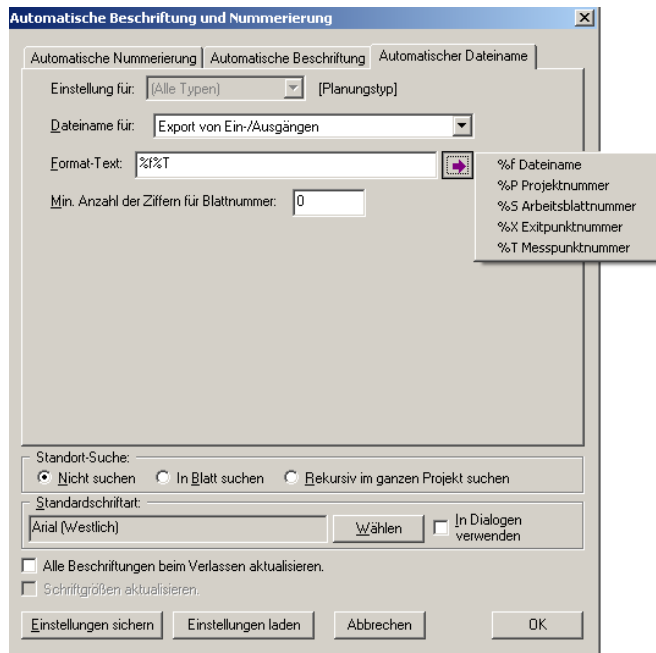 Automatische Beschriftung und Nummerierung
Automatische Nummerierung Automatische Beschriftung Automatischer Dateiname
Einstellung für: (Alle Typen) [Planungstyp]
Dateiname für: Export von Ein-/Ausgängen
Format-Text: %f%T
%f Dateiname
%P Projektnummer
%S Arbeitsblattnummer
%X Exitpunktnummer
%T Messpunktnummer
Min. Anzahl der Ziffern für Blattnummer: 0
Standort-Suche:
Nicht suchen In Blatt suchen Rekursiv im ganzen Projekt suchen
Standardschriftart:
Arial (Westlich) Wählen In Dialogen
verwenden
Alle Beschriftungen beim Verlassen aktualisieren.
Schriftgrößen aktualisieren.
Einstellungen sichern Einstellungen laden Abbrechen OK